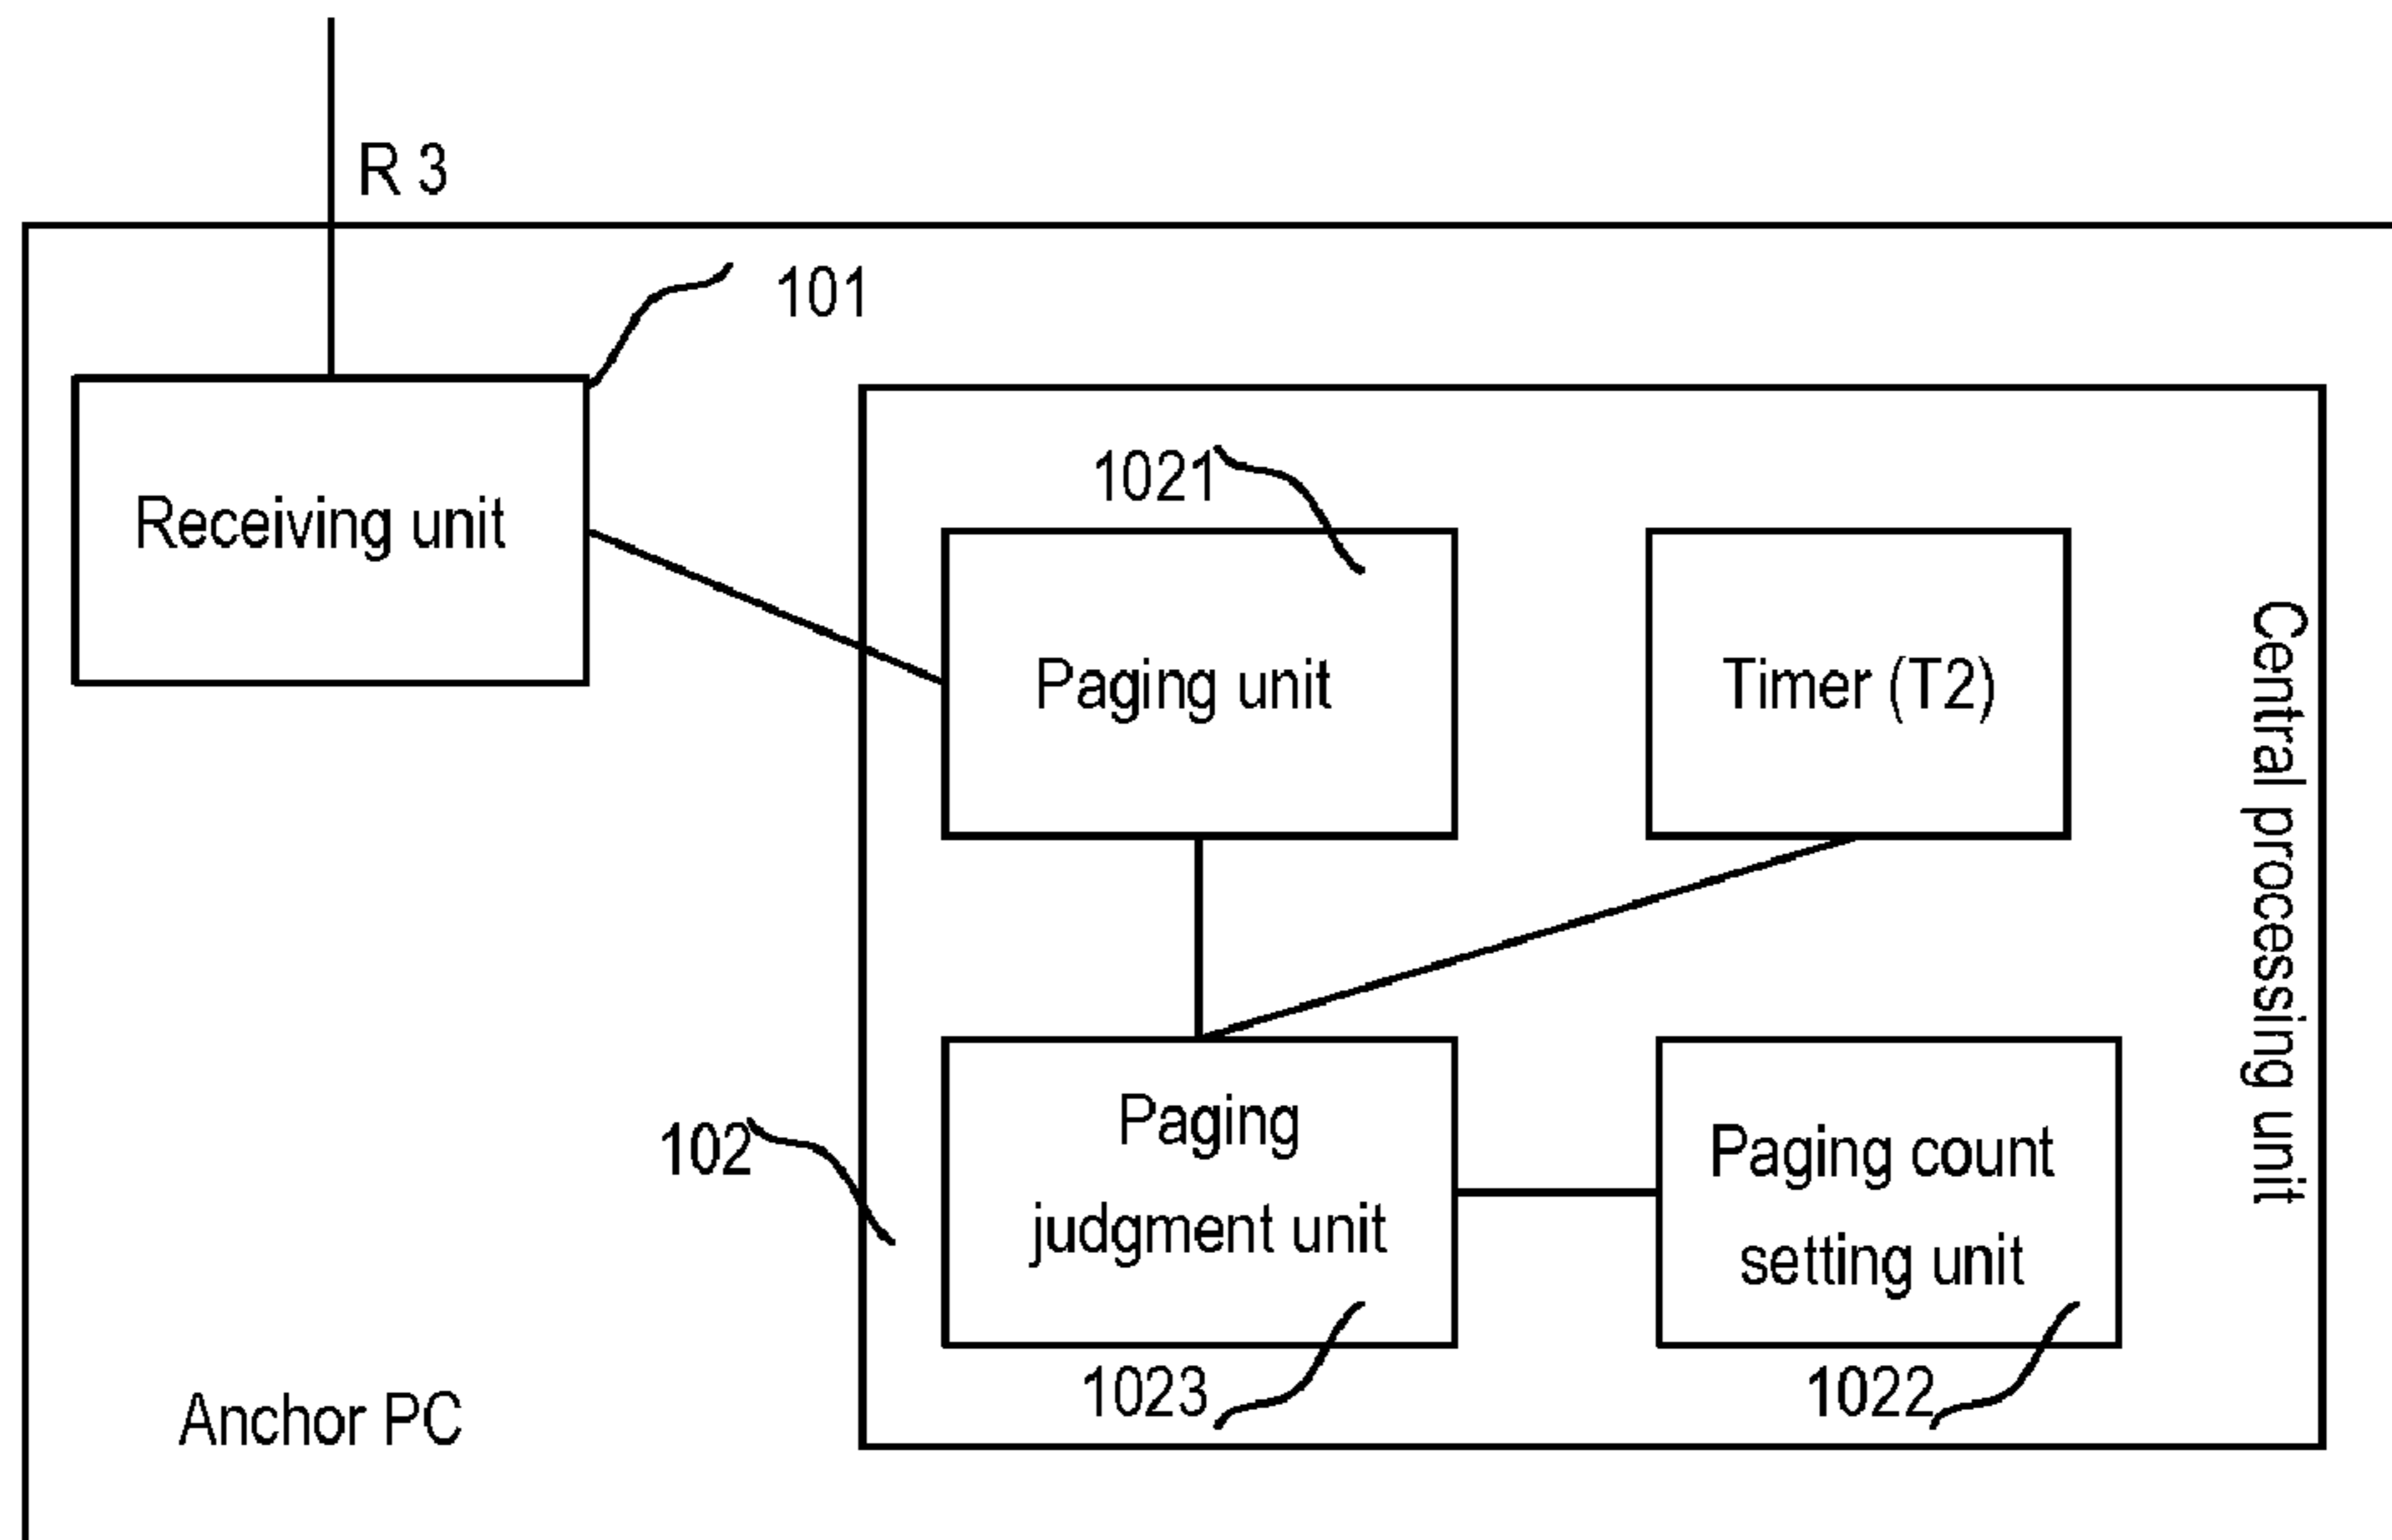 R 3
101
Receiving unit
1021
Paging unit
Timer (T2)
Central processing unit
102
Paging
judgment unit
Paging count
setting unit
1023
1022
Anchor PC